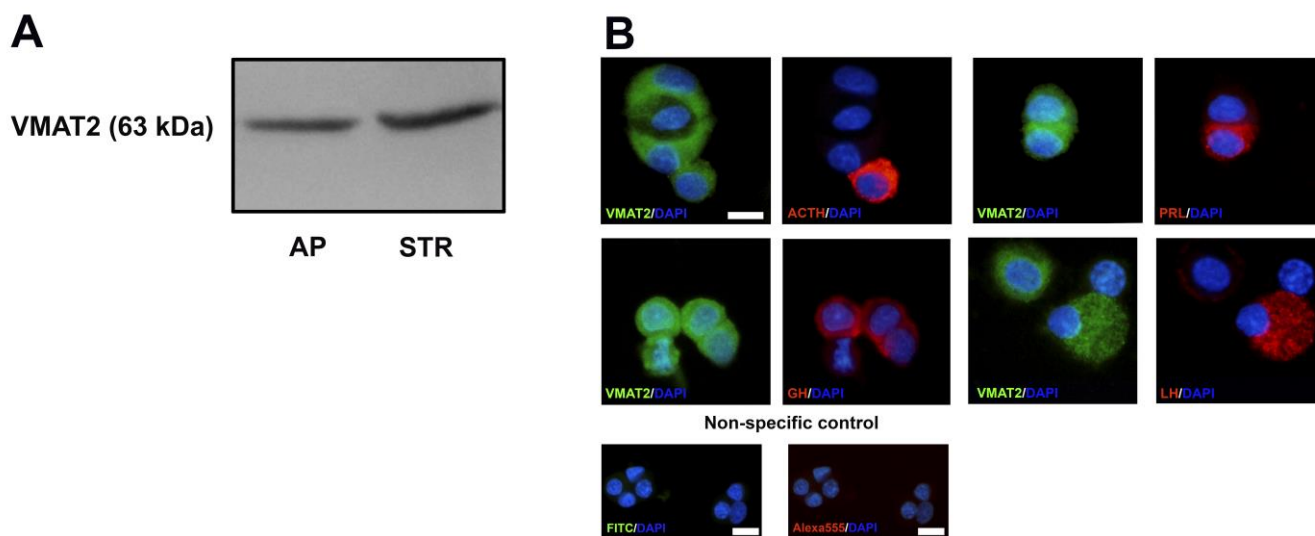 A
VMAT2 (63 kDa)
AP STR
B
VMAT2/DAPI
ACTH/DAPI
VMAT2/DAPI
PRL/DAPI
VMAT2/DAPI
GH/DAPI
VMAT2/DAPI
LH/DAPI
Non-specific control
FITC/DAPI
Alexa555/DAPI